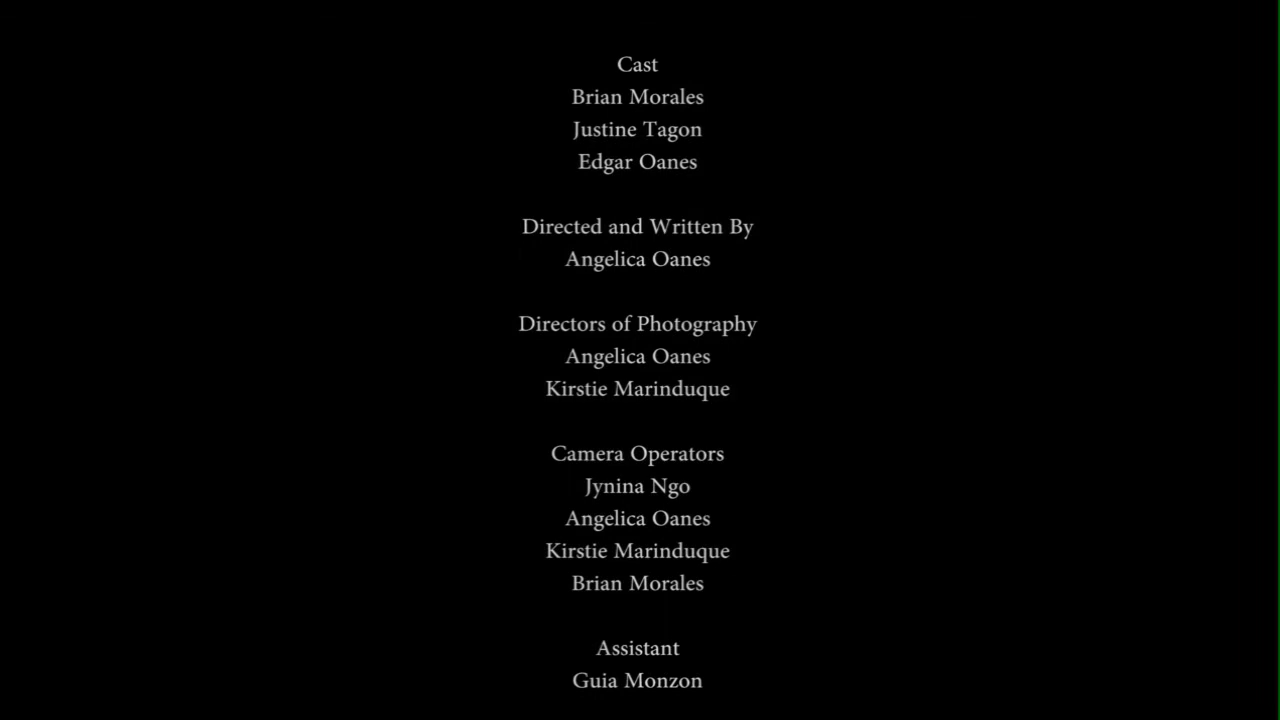 Cast
Brian Morales
Justine Tagon
Edgar Oanes
Directed and Written By
Angelica Oanes
Directors of Photography
Angelica Oanes
Kirstie Marinduque
Camera Operators
Jynina Ngo
Angelica Oanes
Kirstie Marinduque
Brian Morales
Assistant
Guia Monzon